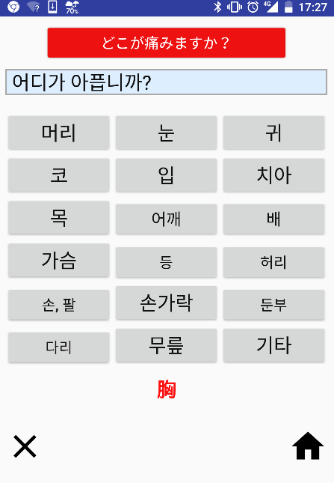 70%
17:27
どこが痛みますか？
어디가 아픕니까?
머리 눈 귀
코 입 치아
목 어깨 배
가슴 등 허리
손, 팔 손가락 둔부
다리 무릎 기타
胸